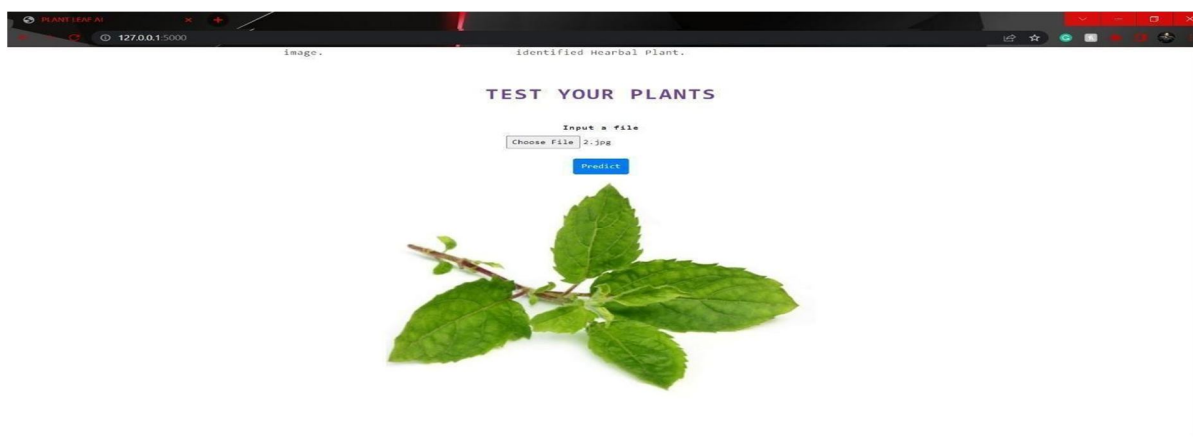 PLANT LEAF AI
127.0.0.1:5000
image.
identified Hearbal Plant.
TEST YOUR PLANTS
Input a file
Choose File 2.jpg
Predict